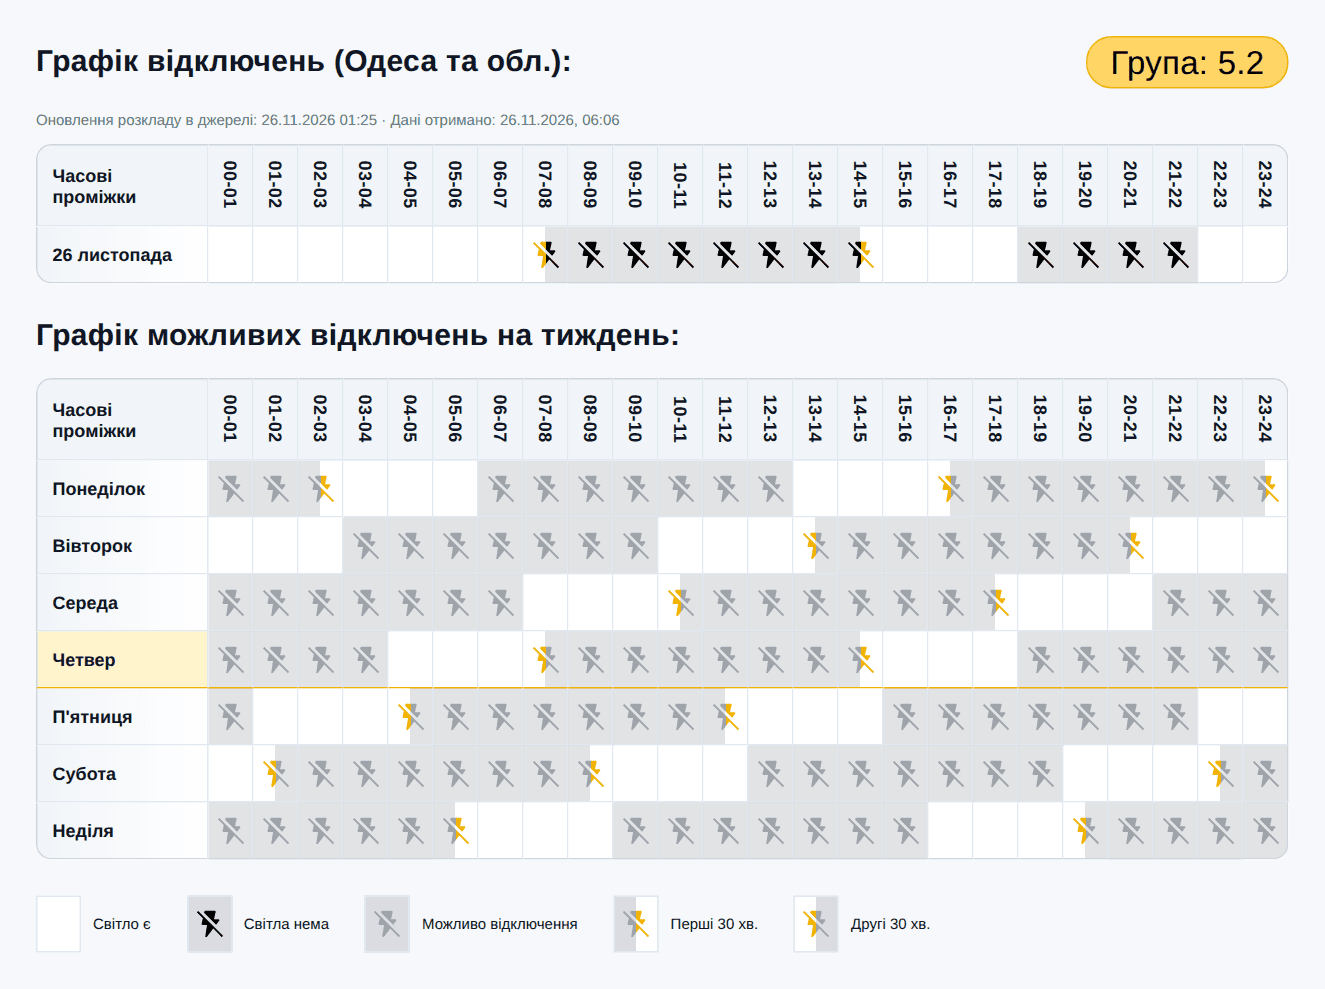 Графік відключень (Одеса та обл.):
Група: 5.2
Оновлення розкладу в джерелі: 26.11.2026 01:25 · Дані отримано: 26.11.2026, 06:06
Часові
проміжки
00-01 01-02 02-03 03-04 04-05 05-06 06-07 07-08 08-09 09-10 10-11 11-12 12-13 13-14 14-15 15-16 16-17 17-18 18-19 19-20 20-21 21-22 22-23 23-24
26 листопада
Графік можливих відключень на тиждень:
Часові
проміжки
00-01 01-02 02-03 03-04 04-05 05-06 06-07 07-08 08-09 09-10 10-11 11-12 12-13 13-14 14-15 15-16 16-17 17-18 18-19 19-20 20-21 21-22 22-23 23-24
Понеділок
Вівторок
Середа
Четвер
П'ятниця
Субота
Неділя
Світло є
Світла нема
Можливо відключення
Перші 30 хв.
Другі 30 хв.